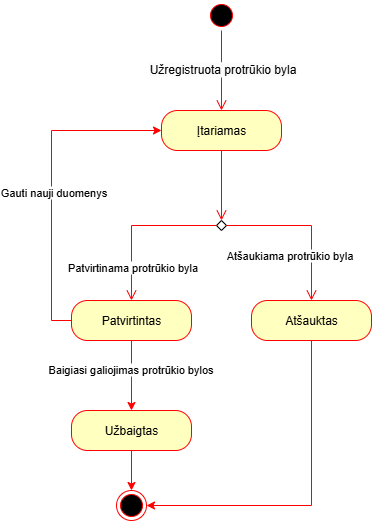 Užregistruota protrūkio byla
Įtariamas
Gauti nauji duomenys
Atšaukiama protrūkio byla
Patvirtinama protrūkio byla
Patvirtintas
Atšauktas
Baigiasi galiojimas protrūkio bylos
Užbaigtas